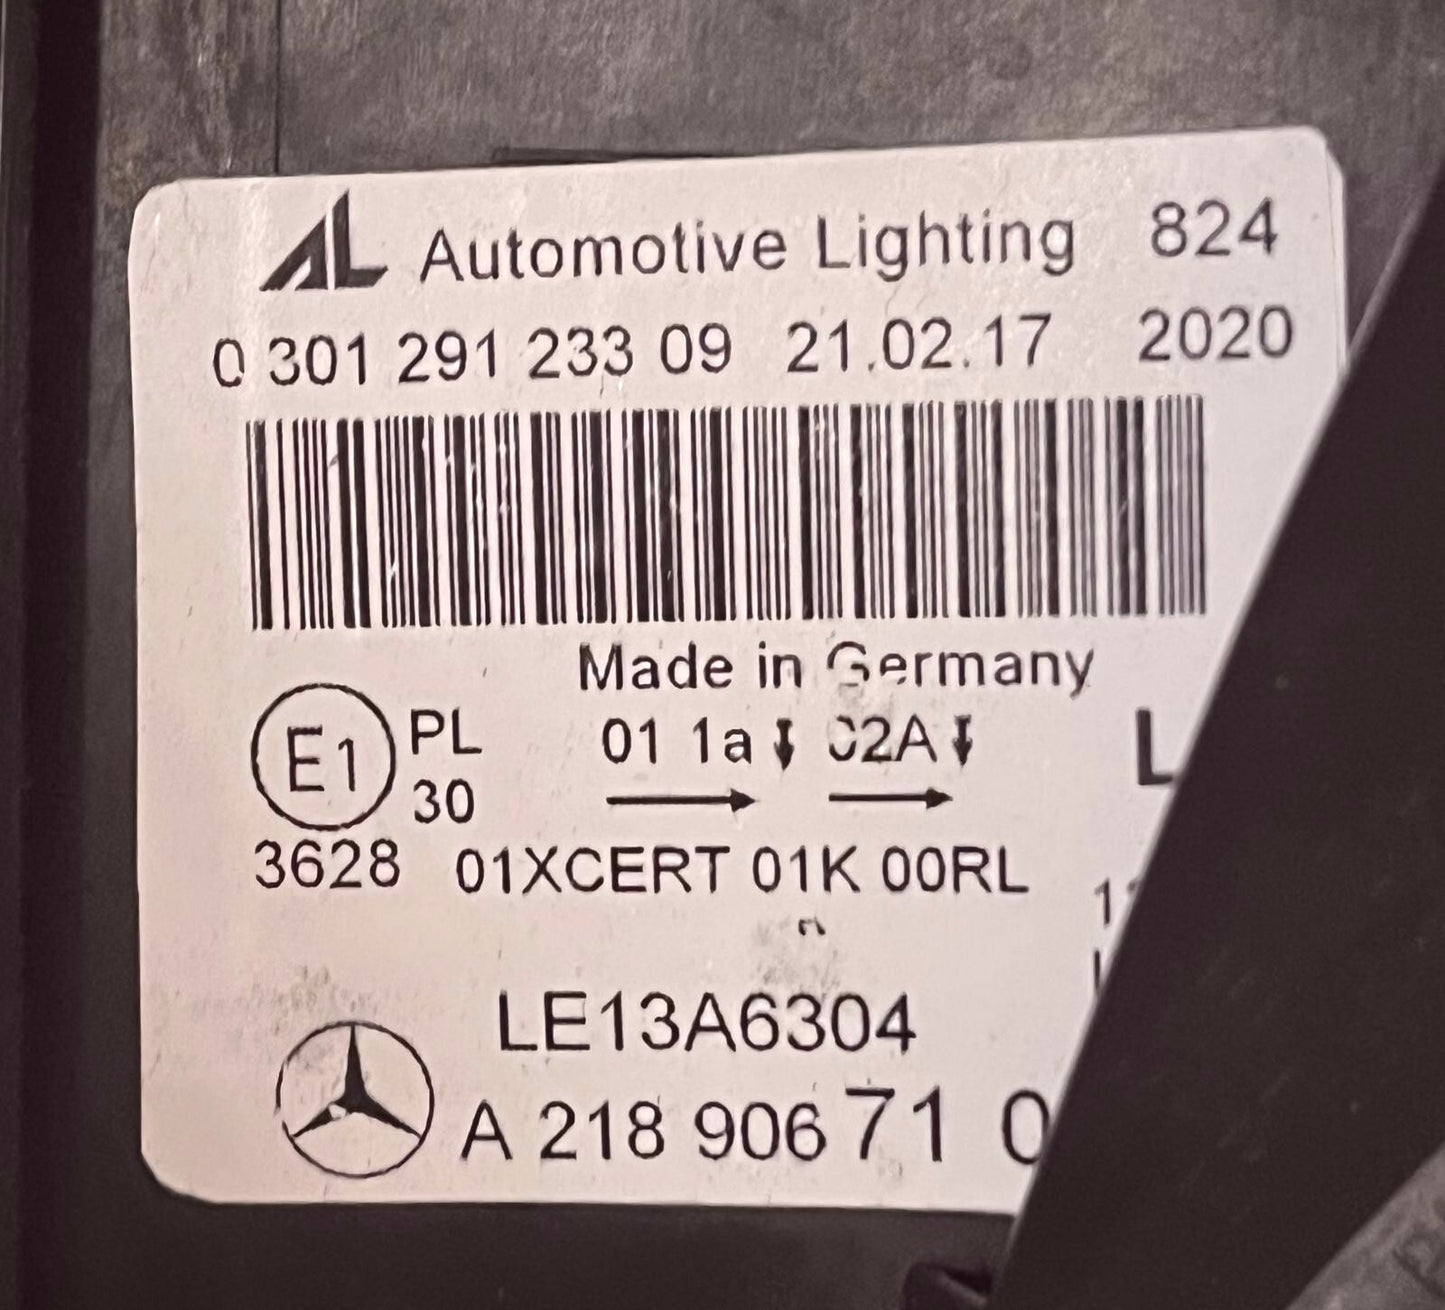 AL Automotive Lighting 824
0 301 291 233 09 21.02.17 2020
Made in Germany
E1 PL 01 1a 02A L
30
3628 01XCERT 01K 00RL
LE13A6304
A 218 906 71 0